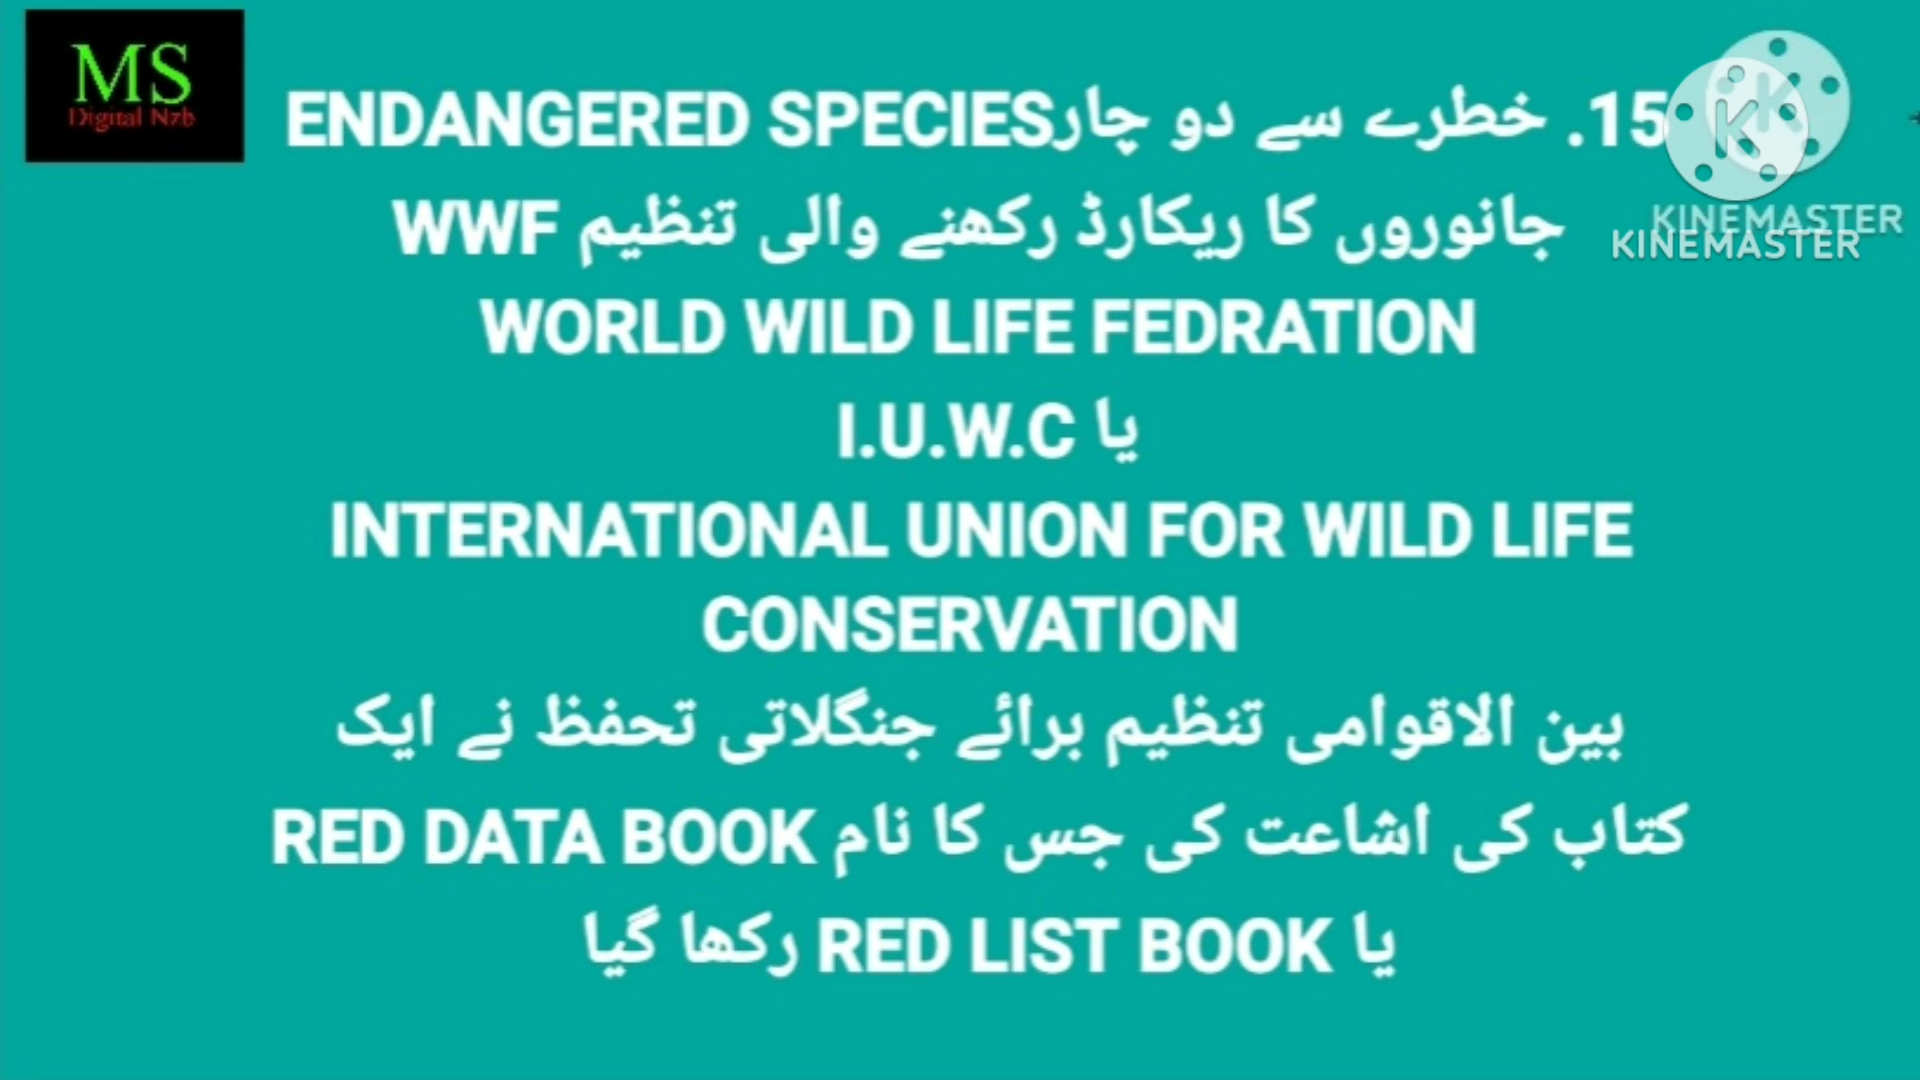 MS
Digital Nzb
15. خطرے سے دو چارENDANGERED SPECIES
جانوروں کا ریکارڈ رکھنے والی تنظیم WWF
WORLD WILD LIFE FEDRATION
یا I.U.W.C
INTERNATIONAL UNION FOR WILD LIFE
CONSERVATION
بین الاقوامی تنظیم برائے جنگلاتی تحفظ نے ایک
کتاب کی اشاعت کی جس کا نام RED DATA BOOK
یا RED LIST BOOK رکھا گیا
KINEMASTER
KINEMASTER